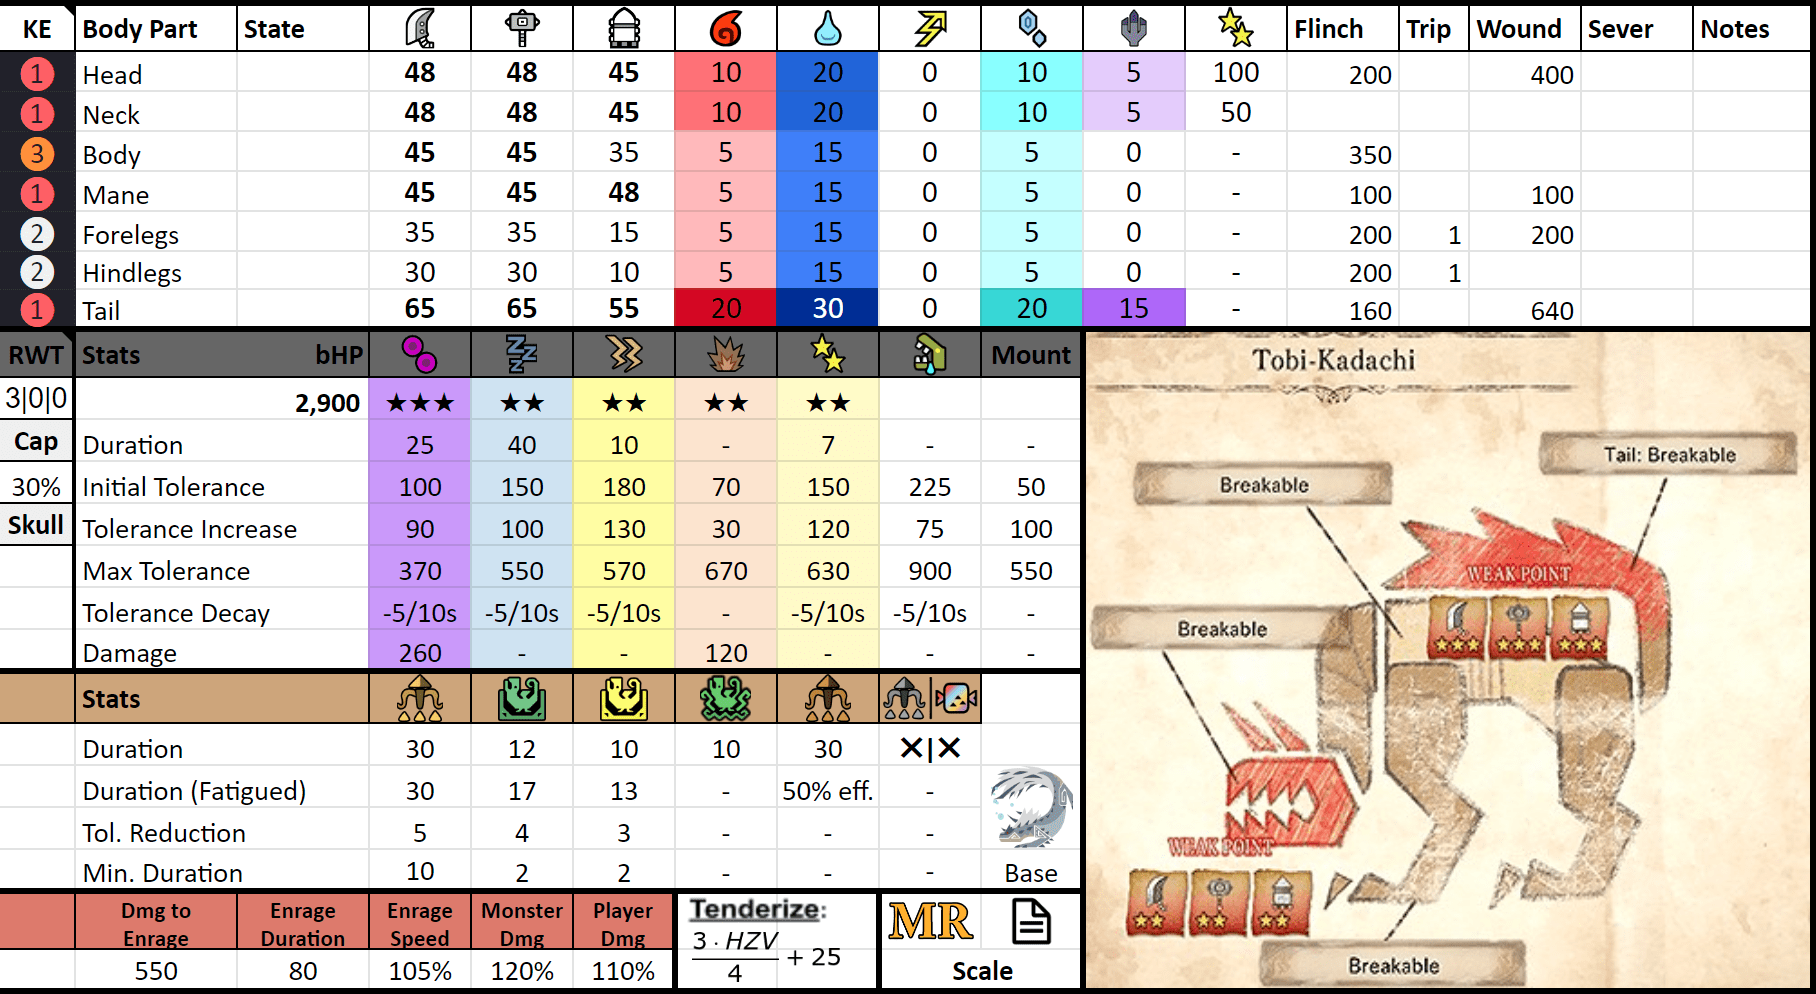 KE Body Part State Flinch Trip Wound Sever Notes
1 Head 48 48 45 10 20 0 10 5 100 200 400
1 Neck 48 48 45 10 20 0 10 5 50
3 Body 45 45 35 5 15 0 5 0 - 350
1 Mane 45 45 48 5 15 0 5 0 - 100 100
2 Forelegs 35 35 15 5 15 0 5 0 - 200 1 200
2 Hindlegs 30 30 10 5 15 0 5 0 - 200 1
1 Tail 65 65 55 20 30 0 20 15 - 160 640
RWT Stats bHP Mount
3|0|0 2,900 ★★★ ★★ ★★ ★★ ★★
Cap Duration 25 40 10 - 7 - -
30% Initial Tolerance 100 150 180 70 150 225 50
Skull Tolerance Increase 90 100 130 30 120 75 100
Max Tolerance 370 550 570 670 630 900 550
Tolerance Decay -5/10s -5/10s -5/10s - -5/10s -5/10s -
Damage 260 - - 120 - - -
Stats
Duration 30 12 10 10 30 ✕|✕
Duration (Fatigued) 30 17 13 - 50% eff. -
Tol. Reduction 5 4 3 - - -
Min. Duration 10 2 2 - - - Base
Dmg to Enrage
Enrage Duration
Enrage Speed
Monster Dmg
Player Dmg
550 80 105% 120% 110%
Tenderize:
3 · HZV
4
+ 25
MR
Scale
Tobi-Kadachi
Tail: Breakable
Breakable
WEAK POINT
★★★ ★★★ ★★★
Breakable
WEAK POINT
★★ ★★ ★★
Breakable